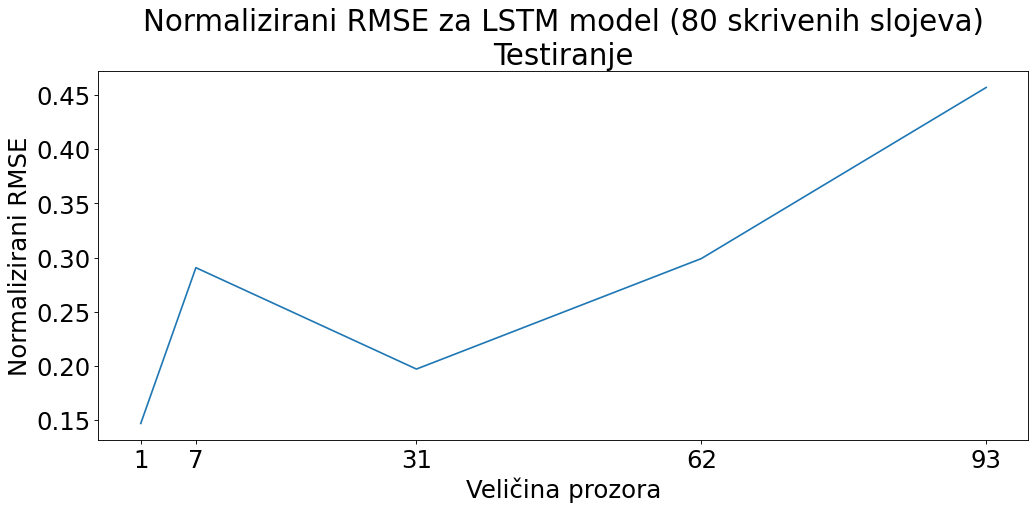 Normalizirani RMSE za LSTM model (80 skrivenih slojeva)
Testiranje
Normalizirani RMSE
0.45
0.40
0.35
0.30
0.25
0.20
0.15
1 7 31 62 93
Veličina prozora